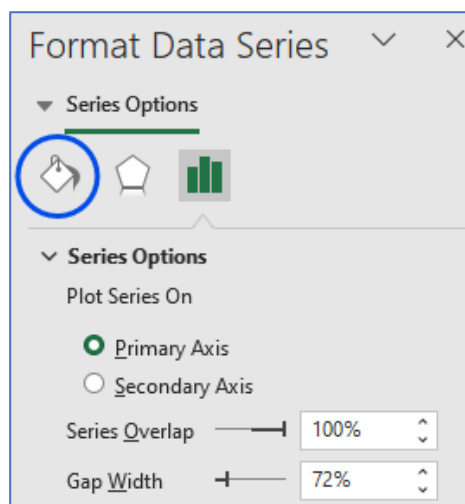 Format Data Series
Series Options
Series Options
Plot Series On
Primary Axis
Secondary Axis
Series Overlap 100%
Gap Width 72%